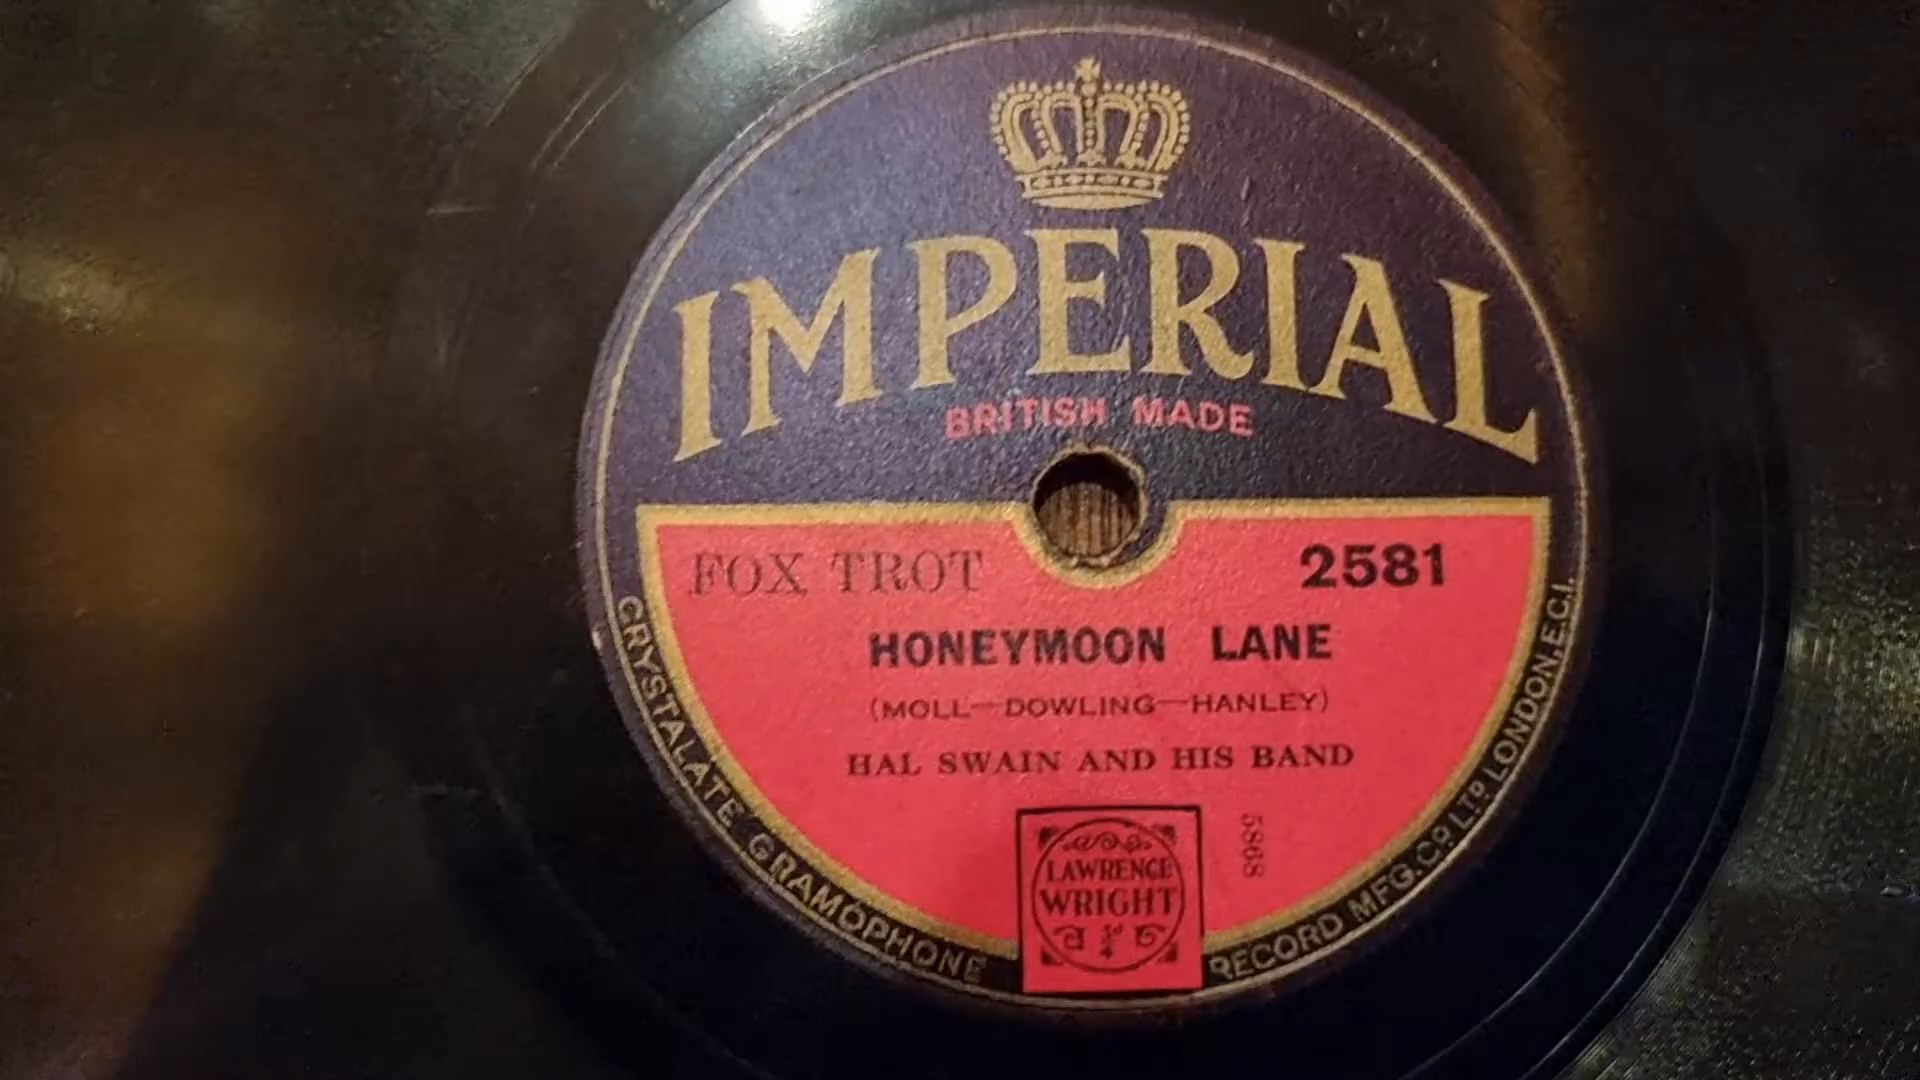 IMPERIAL
BRITISH MADE
FOX TROT
2581
HONEYMOON LANE
(MOLL—DOWLING—HANLEY)
HAL SWAIN AND HIS BAND
5868
LAWRENCE
WRIGHT
CRYSTALATE GRAMOPHONE RECORD MFG. Co LTD LONDON. E.C.1.